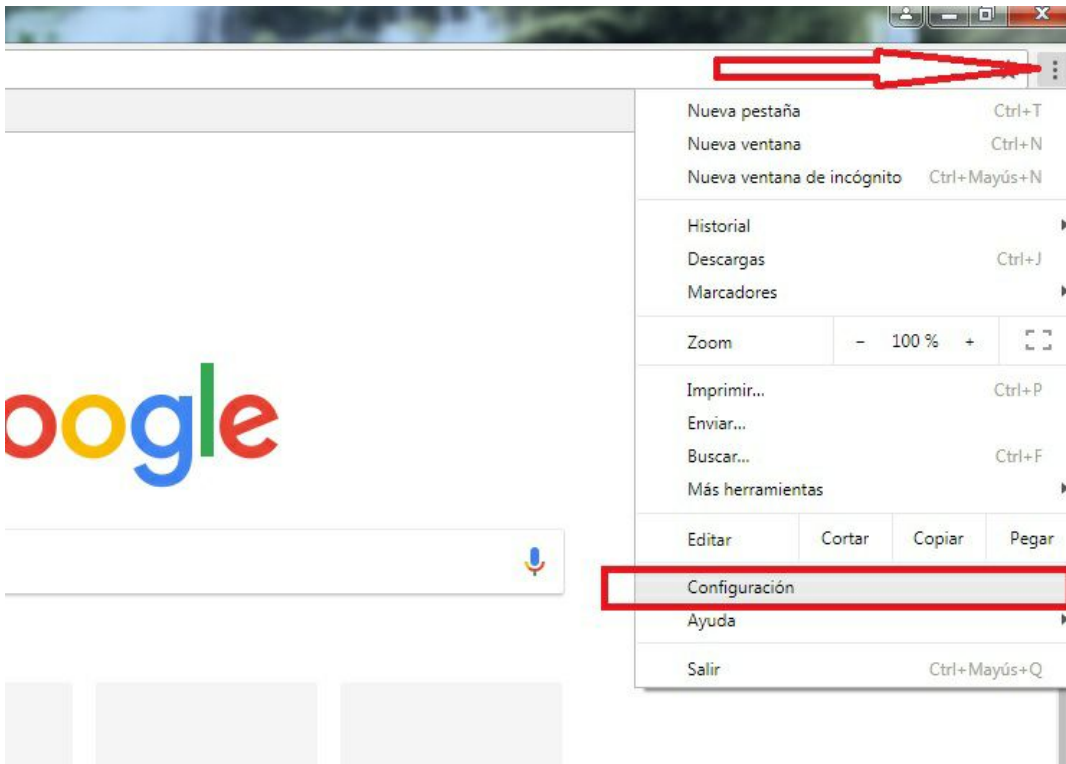 Nueva pestaña Ctrl+T
Nueva ventana Ctrl+N
Nueva ventana de incógnito Ctrl+Mayús+N
Historial
Descargas Ctrl+J
Marcadores
Zoom - 100 % +
Imprimir... Ctrl+P
Enviar...
Buscar... Ctrl+F
Más herramientas
Editar Cortar Copiar Pegar
Configuración
Ayuda
Salir Ctrl+Mayús+Q
oogle